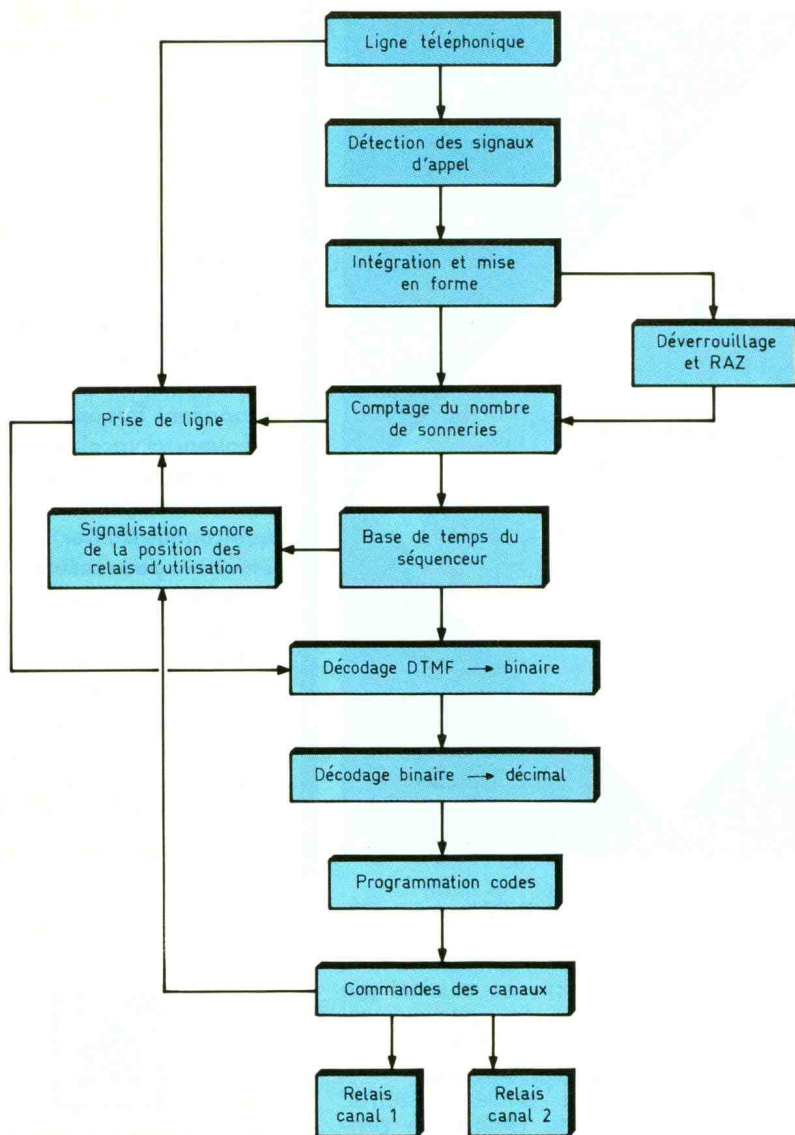 Ligne téléphonique
Détection des signaux
d'appel
Intégration et mise
en forme
Déverrouillage
et RAZ
Prise de ligne
Comptage du nombre
de sonneries
Signalisation sonore
de la position des
relais d'utilisation
Base de temps du
séquenceur
Décodage DTMF → binaire
Décodage binaire → décimal
Programmation codes
Commandes des canaux
Relais
canal 1
Relais
canal 2